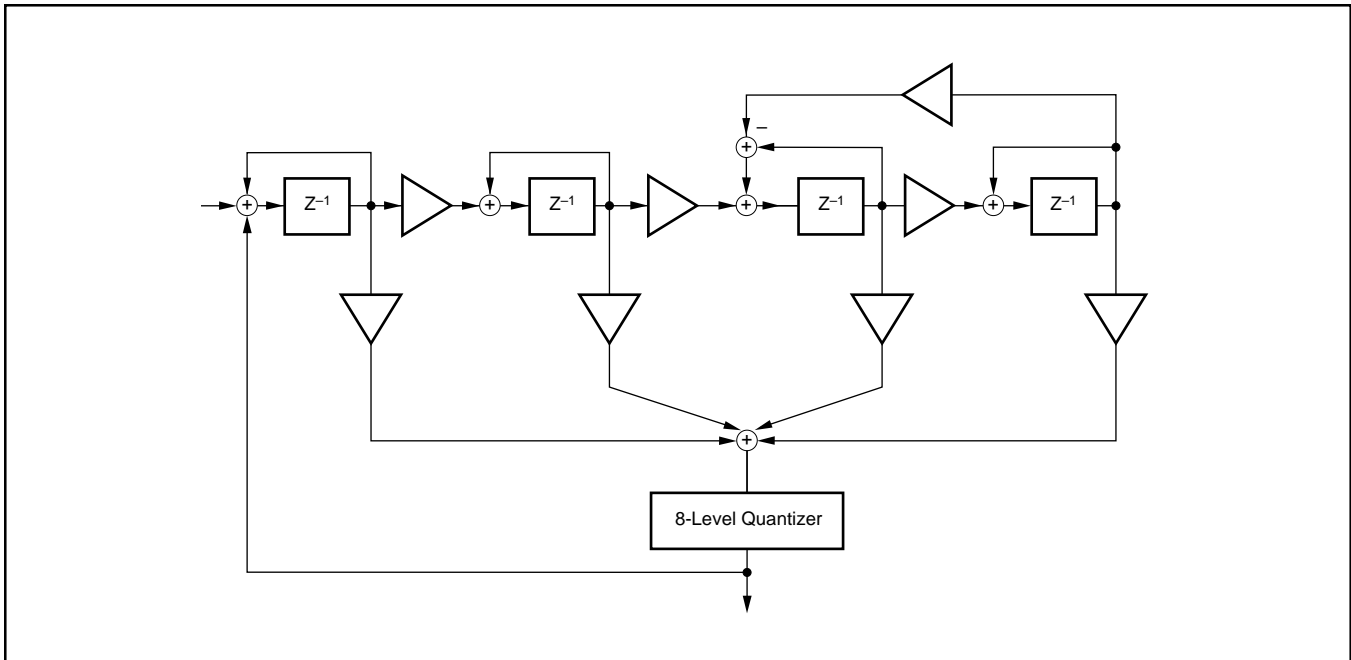 –
+
+ Z–1 + Z–1 + Z–1 + Z–1
+
8-Level Quantizer